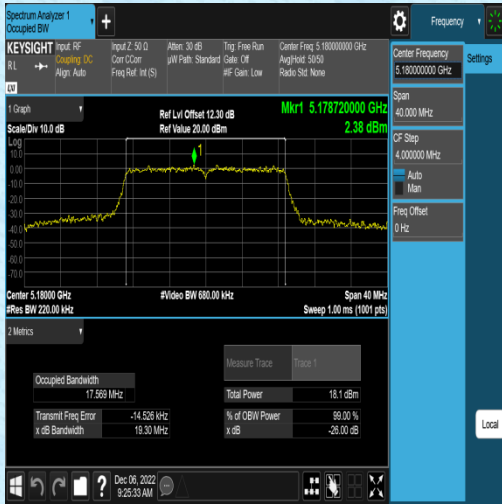 Spectrum Analyzer 1
Occupied BW
Frequency
KEYSIGHT
RL
LXI
Input: RF
Coupling: DC
Align: Auto
Input Z: 50 Ω
Corr CCorr
Freq Ref: Int (S)
Atten: 30 dB
µW Path: Standard
Trig: Free Run
Gate: Off
#IF Gain: Low
Center Freq: 5.180000000 GHz
Avg|Hold: 50/50
Radio Std: None
1 Graph
Scale/Div 10.0 dB
Ref Lvl Offset 12.30 dB
Ref Value 20.00 dBm
Mkr1 5.178720000 GHz
2.38 dBm
Log
10.0
0.00
-10.0
-20.0
-30.0
-40.0
-50.0
-60.0
-70.0
1
Center 5.18000 GHz
#Res BW 220.00 kHz
#Video BW 680.00 kHz
Span 40 MHz
Sweep 1.00 ms (1001 pts)
2 Metrics
Measure Trace
Trace 1
Occupied Bandwidth
17.569 MHz
Total Power
18.1 dBm
Transmit Freq Error
-14.526 kHz
% of OBW Power
99.00 %
x dB Bandwidth
19.30 MHz
x dB
-26.00 dB
Dec 06, 2022
9:25:33 AM
Center Frequency
5.180000000 GHz
Settings
Span
40.000 MHz
CF Step
4.000000 MHz
Auto
Man
Freq Offset
0 Hz
Local